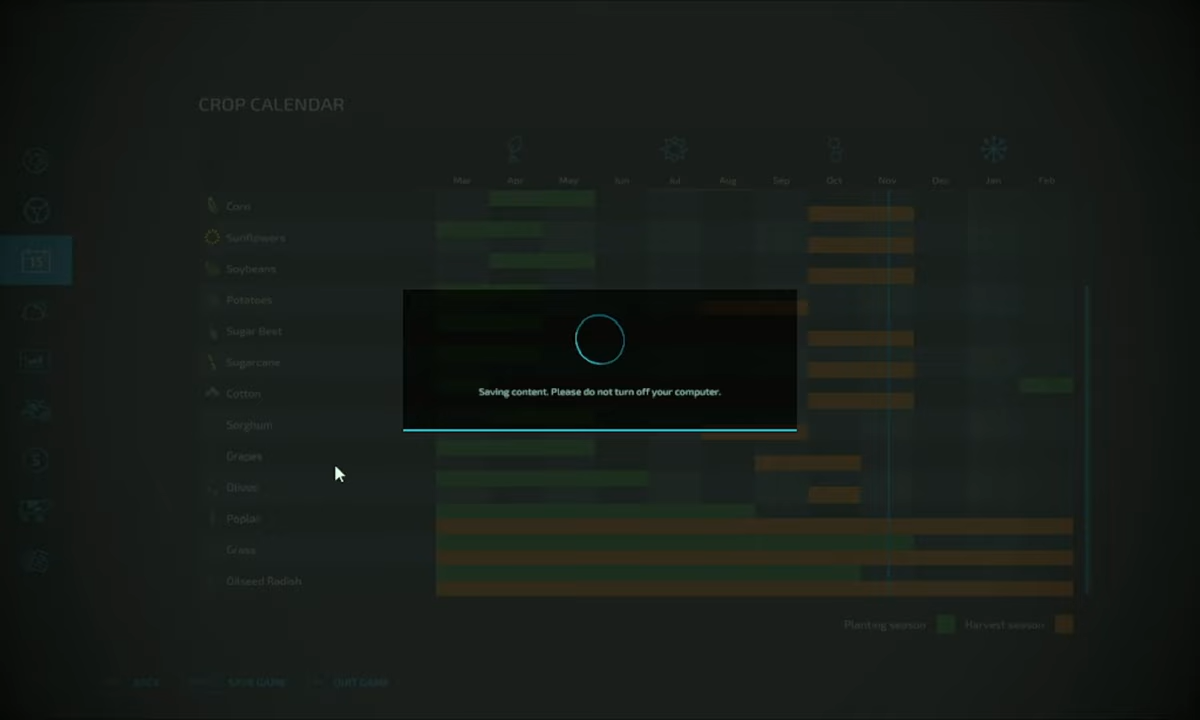 CROP CALENDAR
Mar Apr May Jun Jul Aug Sep Oct Nov Dec Jan Feb
Corn
Sunflowers
Soybeans
Potatoes
Sugar Beet
Sugarcane
Cotton
Sorghum
Grapes
Olives
Poplar
Grass
Oilseed Radish
15
Saving content. Please do not turn off your computer.
Planting season Harvest season
BACK SAVE GAME QUIT GAME